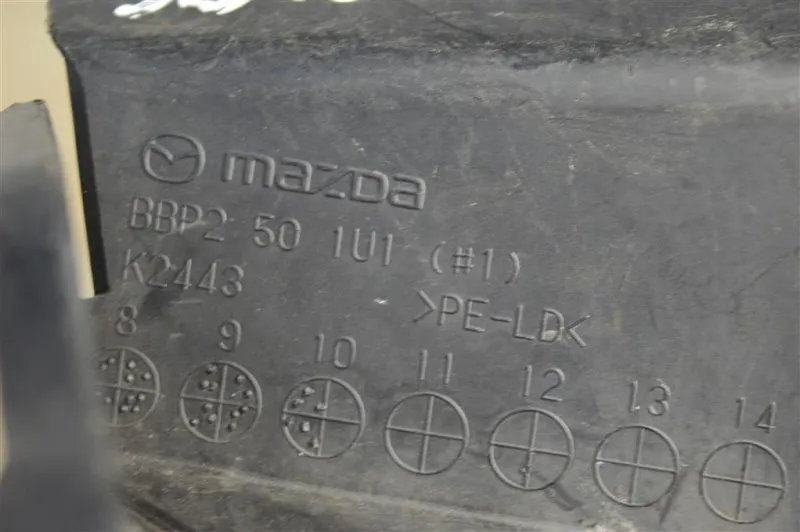 mazda
BBP2 50 1U1 (#1)
K2443
>PE-LD<
8 9 10 11 12 13 14